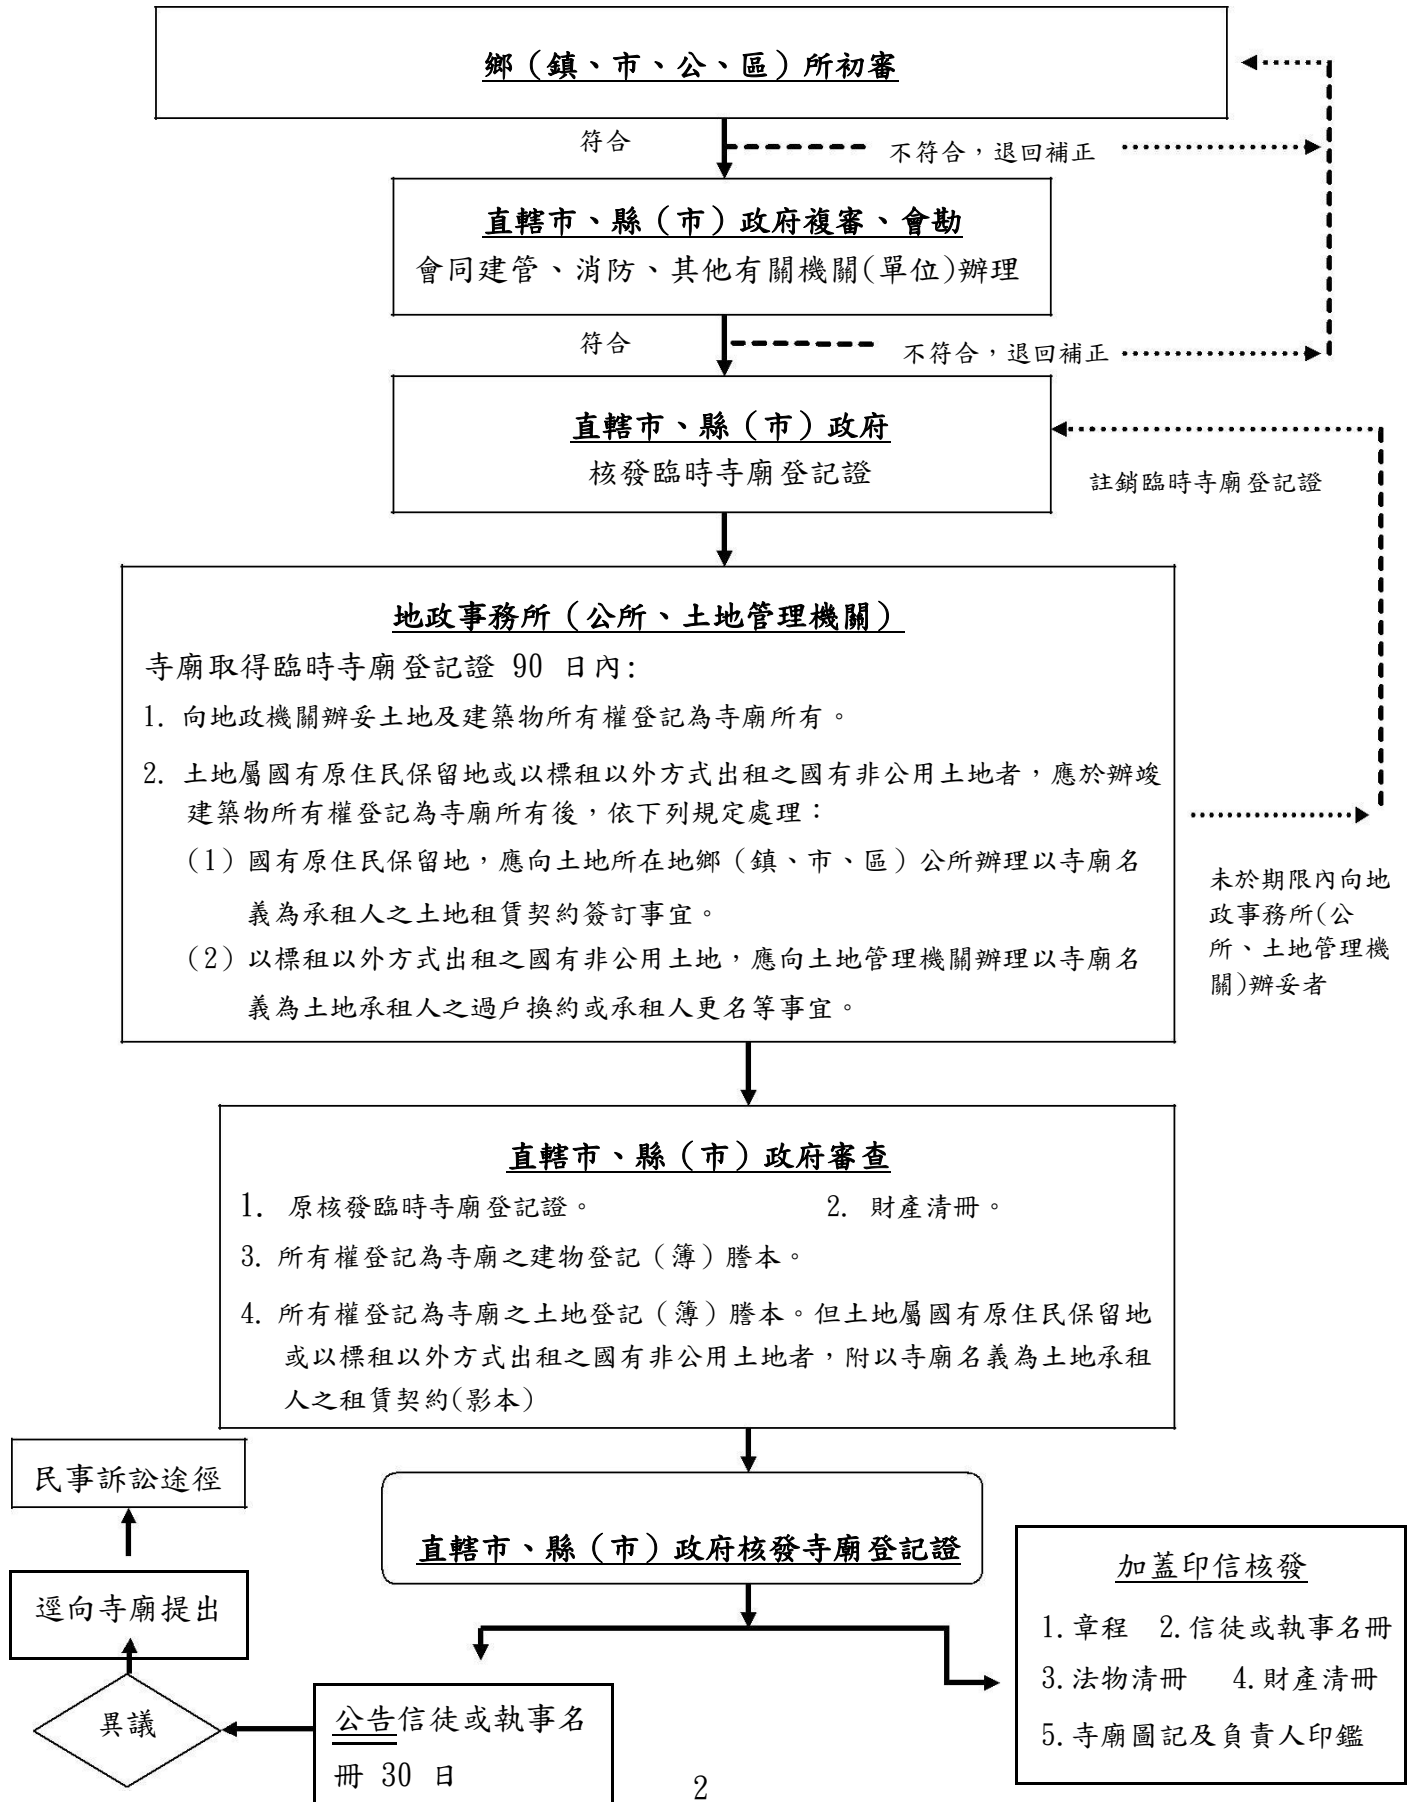 鄉（鎮、市、公、區）所初審
符合
不符合，退回補正
直轄市、縣（市）政府複審、會勘
會同建管、消防、其他有關機關(單位)辦理
符合
不符合，退回補正
直轄市、縣（市）政府
核發臨時寺廟登記證
註銷臨時寺廟登記證
地政事務所（公所、土地管理機關）
寺廟取得臨時寺廟登記證 90 日內:
1. 向地政機關辦妥土地及建築物所有權登記為寺廟所有。
2. 土地屬國有原住民保留地或以標租以外方式出租之國有非公用土地者，應於辦竣
建築物所有權登記為寺廟所有後，依下列規定處理：
（1）國有原住民保留地，應向土地所在地鄉（鎮、市、區）公所辦理以寺廟名
義為承租人之土地租賃契約簽訂事宜。
（2）以標租以外方式出租之國有非公用土地，應向土地管理機關辦理以寺廟名
義為土地承租人之過戶換約或承租人更名等事宜。
未於期限內向地
政事務所(公
所、土地管理機
關)辦妥者
直轄市、縣（市）政府審查
1. 原核發臨時寺廟登記證。 2. 財產清冊。
3. 所有權登記為寺廟之建物登記（簿）謄本。
4. 所有權登記為寺廟之土地登記（簿）謄本。但土地屬國有原住民保留地
或以標租以外方式出租之國有非公用土地者，附以寺廟名義為土地承租
人之租賃契約(影本)
民事訴訟途徑
直轄市、縣（市）政府核發寺廟登記證
逕向寺廟提出
異議
公告信徒或執事名
冊 30 日
加蓋印信核發
1.章程 2.信徒或執事名冊
3.法物清冊 4.財產清冊
5.寺廟圖記及負責人印鑑
2